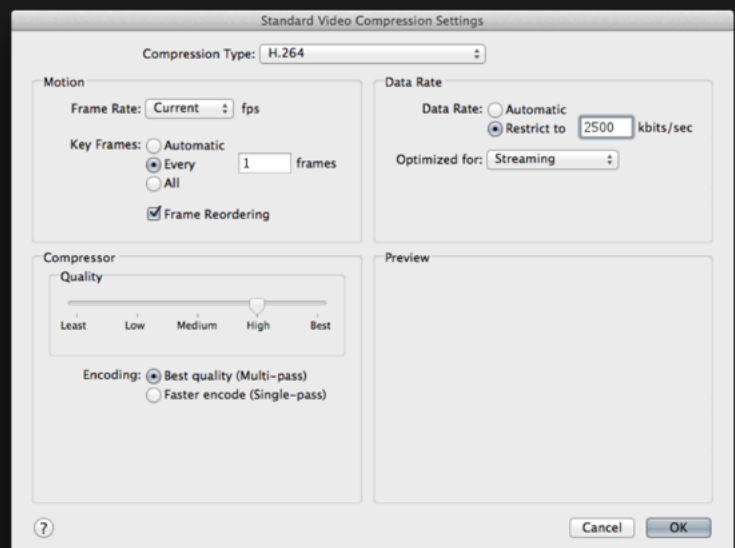 Standard Video Compression Settings
Compression Type: H.264
Motion
Frame Rate: Current fps
Key Frames: Automatic
Every 1 frames
All
Frame Reordering
Data Rate
Data Rate: Automatic
Restrict to 2500 kbits/sec
Optimized for: Streaming
Compressor
Quality
Least Low Medium High Best
Encoding: Best quality (Multi-pass)
Faster encode (Single-pass)
Preview
? Cancel OK